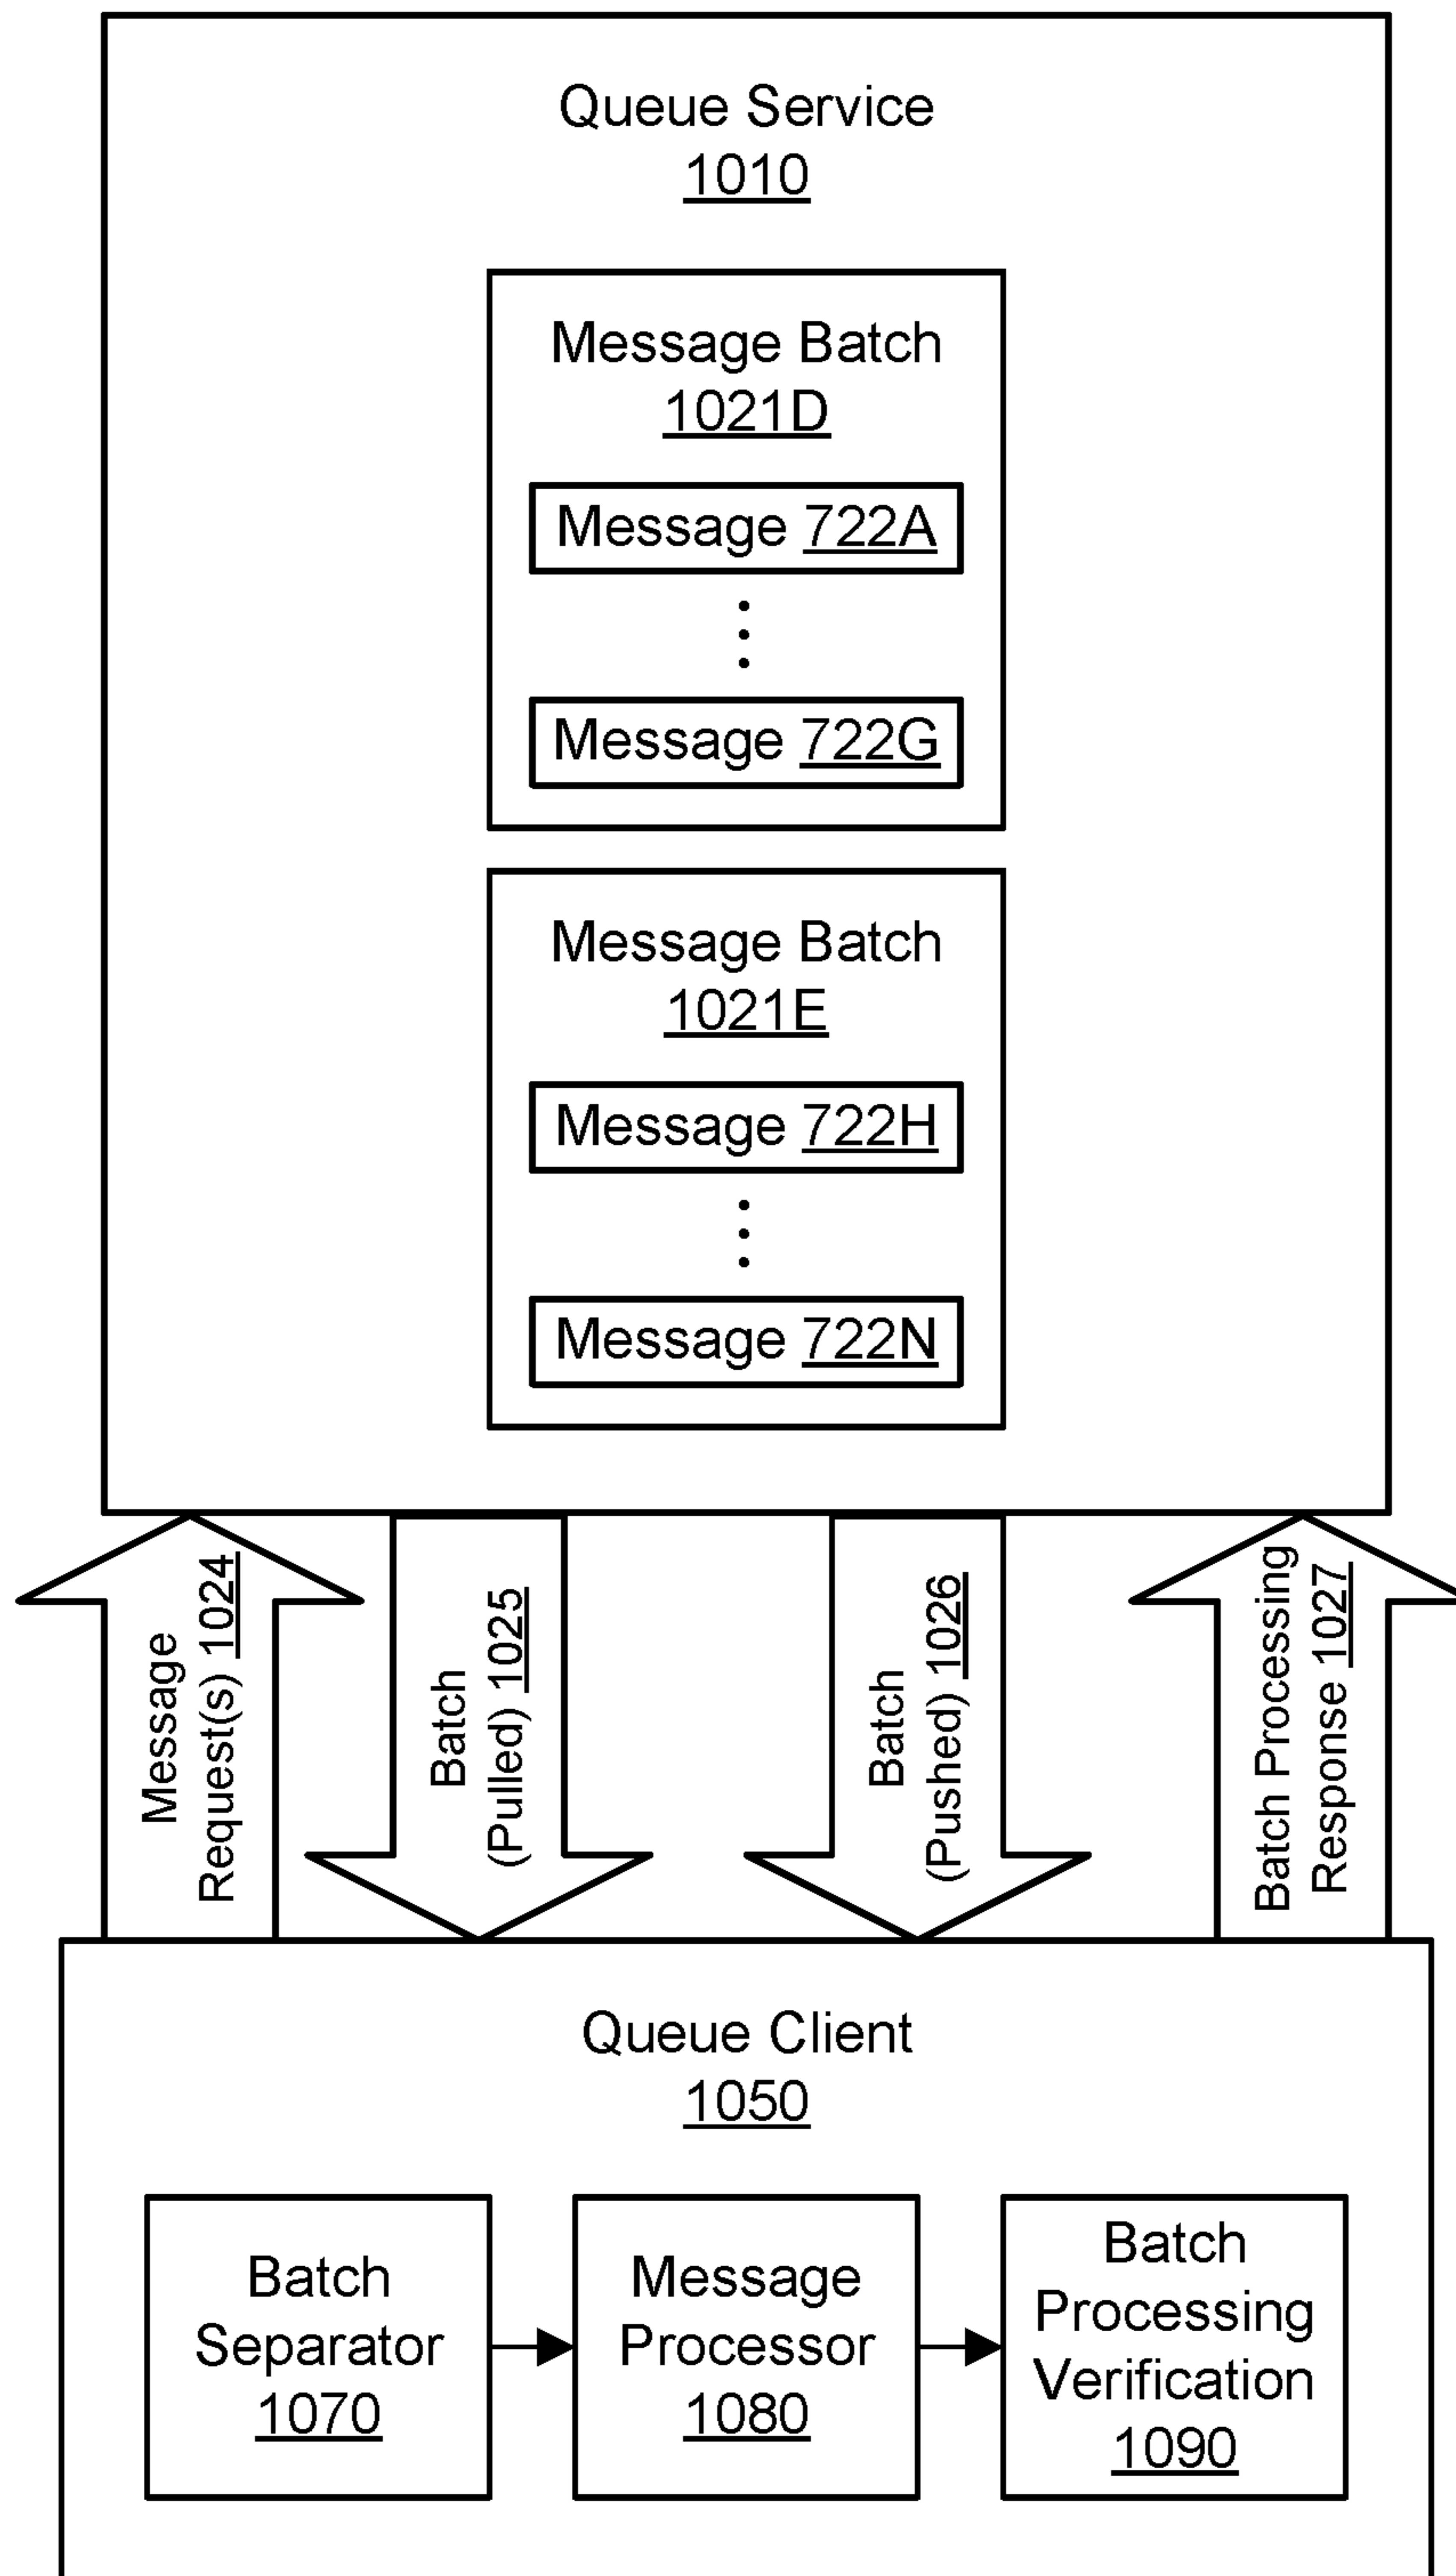 Queue Service
1010
Message Batch
1021D
Message 722A
Message 722G
Message Batch
1021E
Message 722H
Message 722N
Message
Request(s) 1024
Batch
(Pulled) 1025
Batch
(Pushed) 1026
Batch Processing
Response 1027
Queue Client
1050
Batch
Separator
1070
Message
Processor
1080
Batch
Processing
Verification
1090